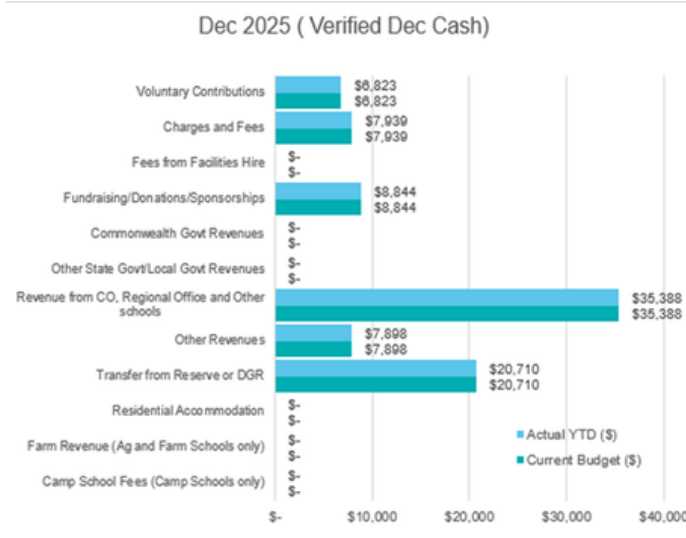 Dec 2025 ( Verified Dec Cash)
Voluntary Contributions
$6,823
$6,823
Charges and Fees
$7,939
$7,939
Fees from Facilities Hire
$-
$-
Fundraising/Donations/Sponsorships
$8,844
$8,844
Commonwealth Govt Revenues
$-
$-
Other State Govt/Local Govt Revenues
$-
$-
Revenue from CO, Regional Office and Other
schools
$35,388
$35,388
Other Revenues
$7,898
$7,898
Transfer from Reserve or DGR
$20,710
$20,710
Residential Accommodation
$-
$-
Farm Revenue (Ag and Farm Schools only)
$-
$-
Camp School Fees (Camp Schools only)
$-
$-
Actual YTD ($)
Current Budget ($)
$- $10,000 $20,000 $30,000 $40,000